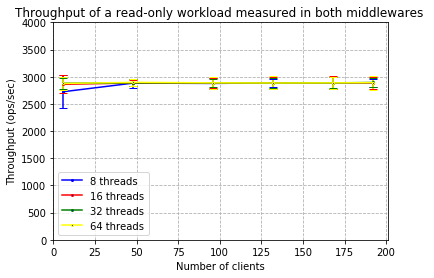 Throughput of a read-only workload measured in both middlewares
Throughput (ops/sec)
4000
3500
3000
2500
2000
1500
1000
500
0
8 threads
16 threads
32 threads
64 threads
0 25 50 75 100 125 150 175 200
Number of clients